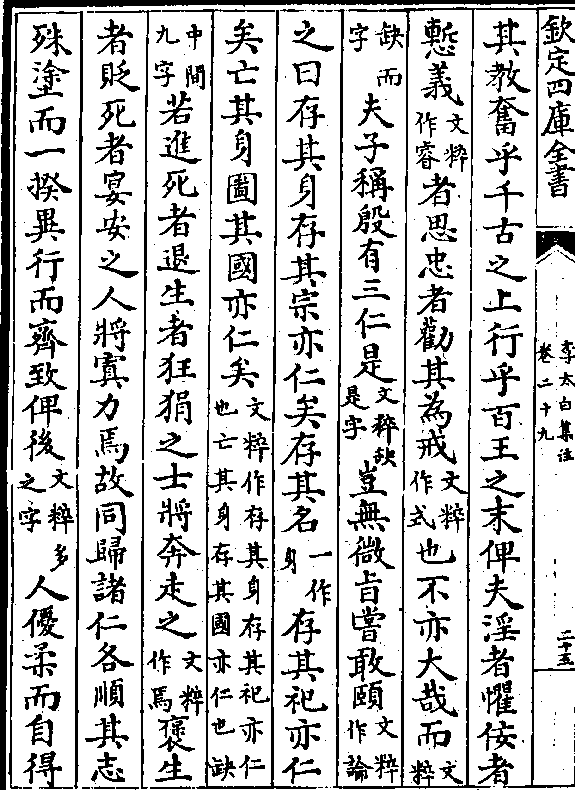 欽定四庫全書
李太白集注
卷二十九
二十五
其教奮乎千古之上行乎百王之末俾夫淫者懼佞者
慙義文粹作睿者思忠者勸其為戒文粹作式也不亦大哉而文粹
缺而字夫子稱殷有三仁是文粹缺是字豈無微旨嘗敢頤文粹作論
之曰存其身存其宗亦仁矣存其名一作身存其祀亦仁
矣亡其身圖其國亦仁矣文粹作存其身存其祀亦仁也亡其身存其國亦仁也缺
中間九字若進死者退生者狂狷之士將奔走之文粹作焉褒生
者貶死者宴安之人將寘力焉故同歸諸仁各順其志
殊塗而一揆異行而齊致俾後文粹多之字人優柔而自得